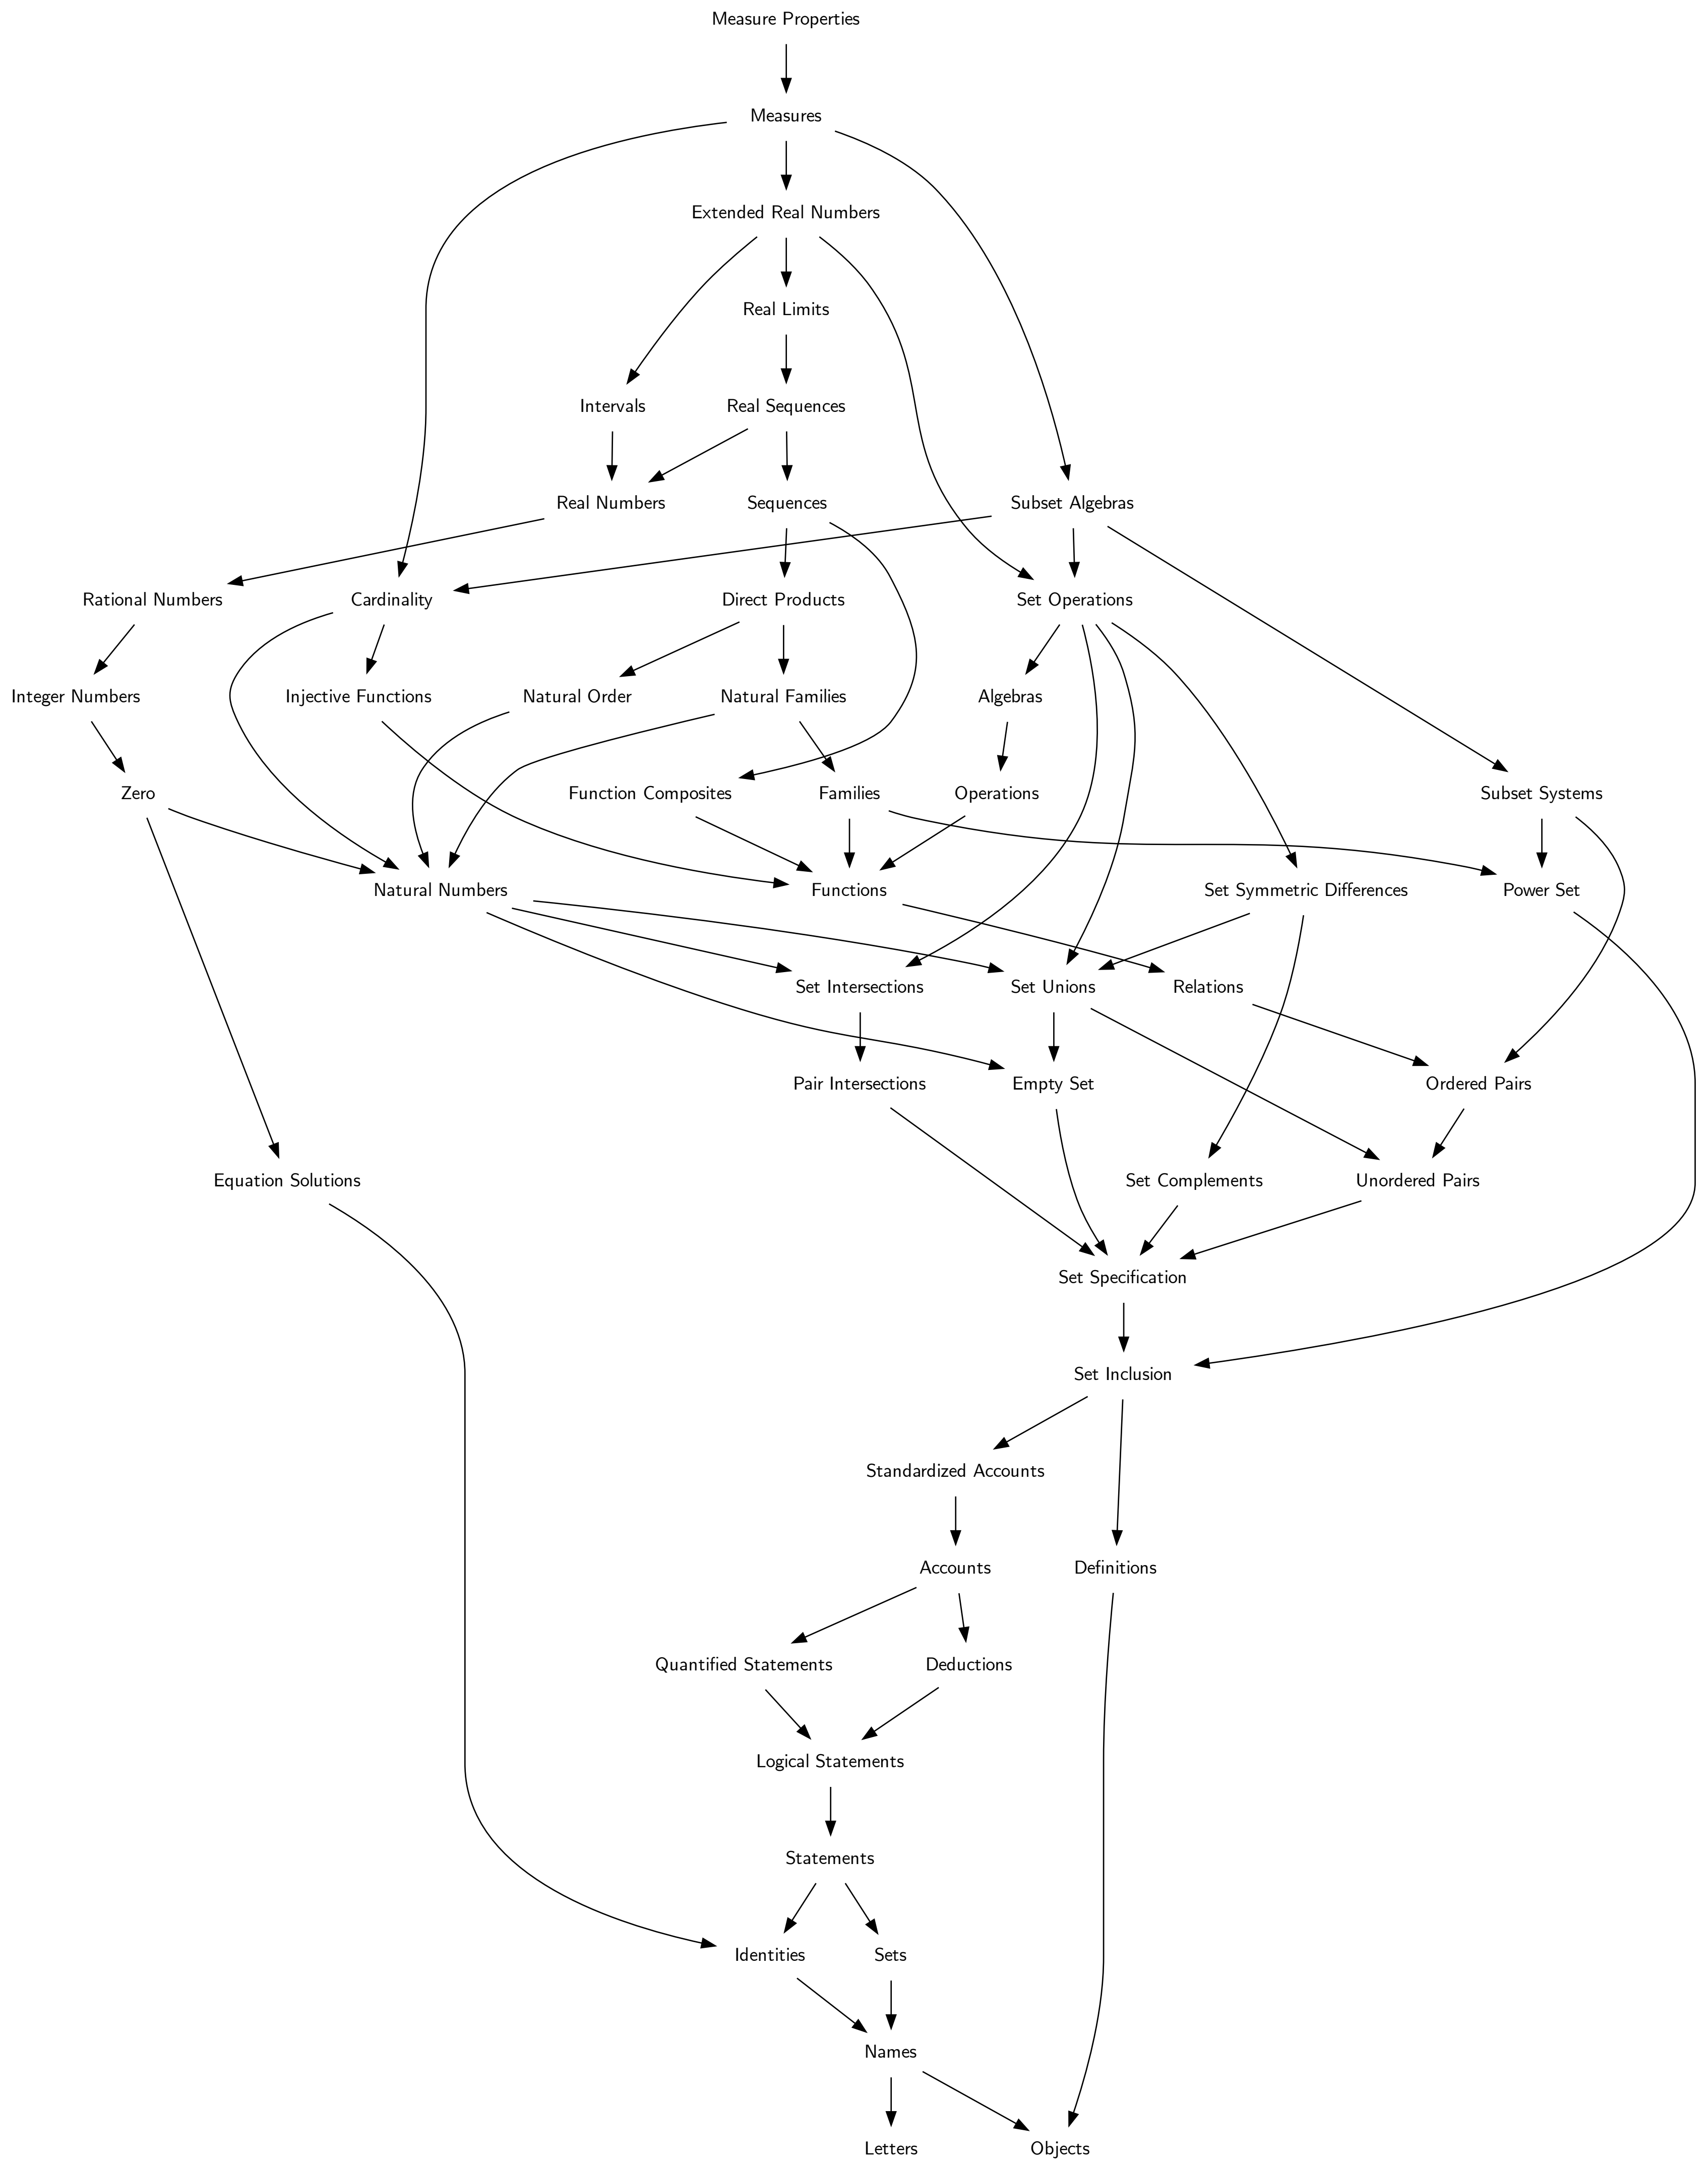 Measure Properties
Measures
Extended Real Numbers
Real Limits
Intervals
Real Sequences
Real Numbers
Sequences
Subset Algebras
Rational Numbers
Cardinality
Direct Products
Set Operations
Integer Numbers
Injective Functions
Natural Order
Natural Families
Algebras
Zero
Function Composites
Families
Operations
Subset Systems
Natural Numbers
Functions
Set Symmetric Differences
Power Set
Set Intersections
Set Unions
Relations
Pair Intersections
Empty Set
Ordered Pairs
Equation Solutions
Set Complements
Unordered Pairs
Set Specification
Set Inclusion
Standardized Accounts
Accounts
Definitions
Quantified Statements
Deductions
Logical Statements
Statements
Identities
Sets
Names
Letters
Objects